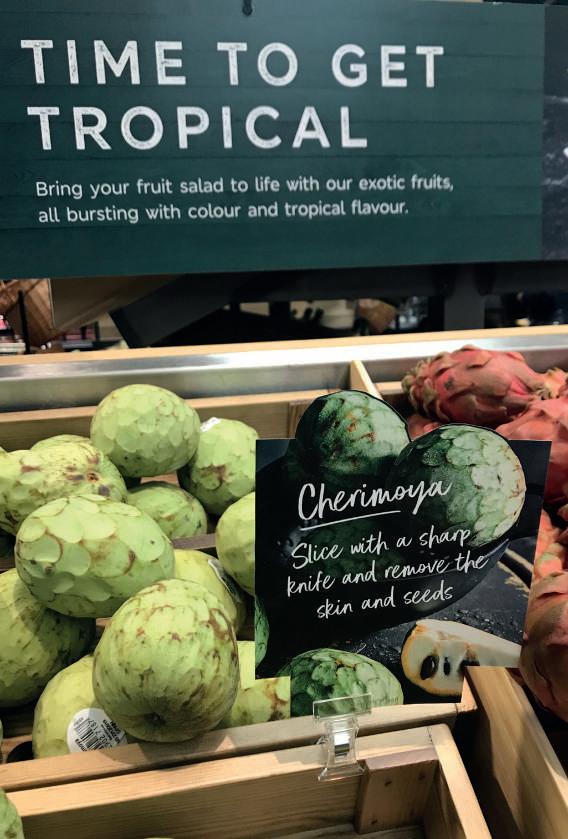 TIME TO GET
TROPICAL
Bring your fruit salad to life with our exotic fruits,
all bursting with colour and tropical flavour.
Cherimoya
Slice with a sharp
knife and remove the
skin and seeds